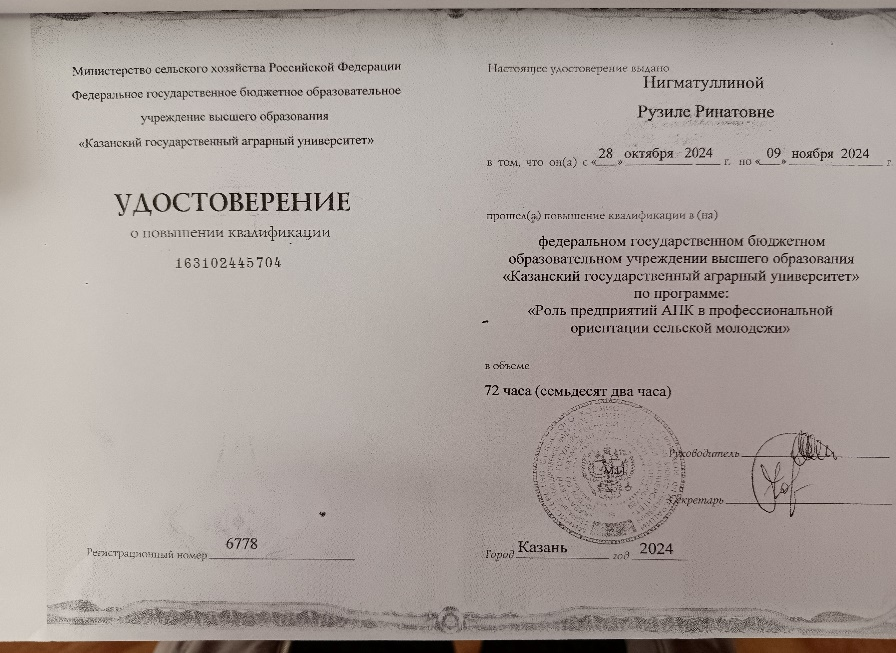 Министерство сельского хозяйства Российской Федерации
Федеральное государственное бюджетное образовательное
учреждение высшего образования
«Казанский государственный аграрный университет»
УДОСТОВЕРЕНИЕ
о повышении квалификации
163102445704
Регистрационный номер 6778
Настоящее удостоверение выдано
Нигматуллиной
Рузиле Ринатовне
в том, что он(а) с «28» октября 2024 г. по «09» ноября 2024 г.
прошел(а) повышение квалификации в (на)
федеральном государственном бюджетном
образовательном учреждении высшего образования
«Казанский государственный аграрный университет»
по программе:
«Роль предприятий АПК в профессиональной
ориентации сельской молодежи»
в объеме
72 часа (семьдесят два часа)
Руководитель
Секретарь
Город Казань год 2024